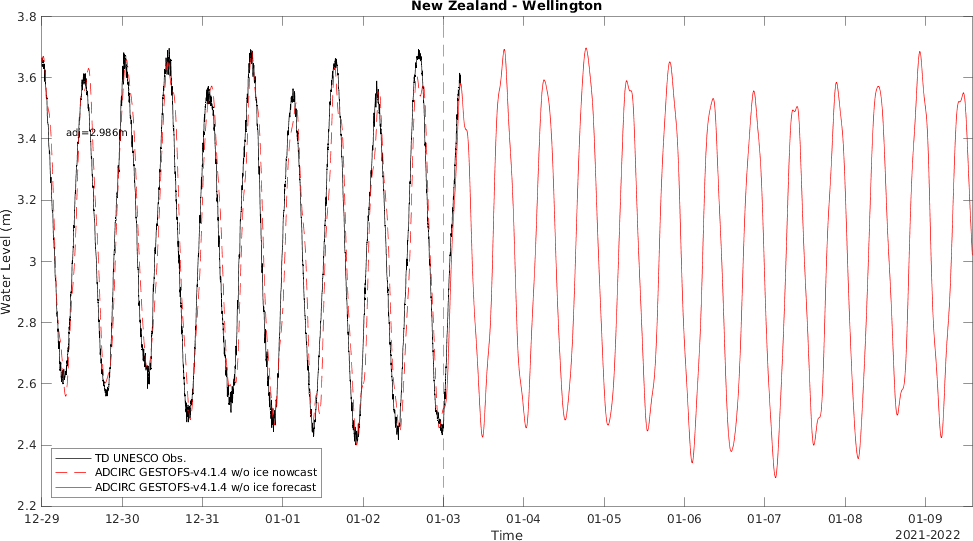 New Zealand - Wellington
3.8
3.6
3.4
3.2
3
2.8
2.6
2.4
2.2
Water Level (m)
adj=2.986m
TD UNESCO Obs.
ADCIRC GESTOFS-v4.1.4 w/o ice nowcast
ADCIRC GESTOFS-v4.1.4 w/o ice forecast
12-29 12-30 12-31 01-01 01-02 01-03 01-04 01-05 01-06 01-07 01-08 01-09
Time
2021-2022